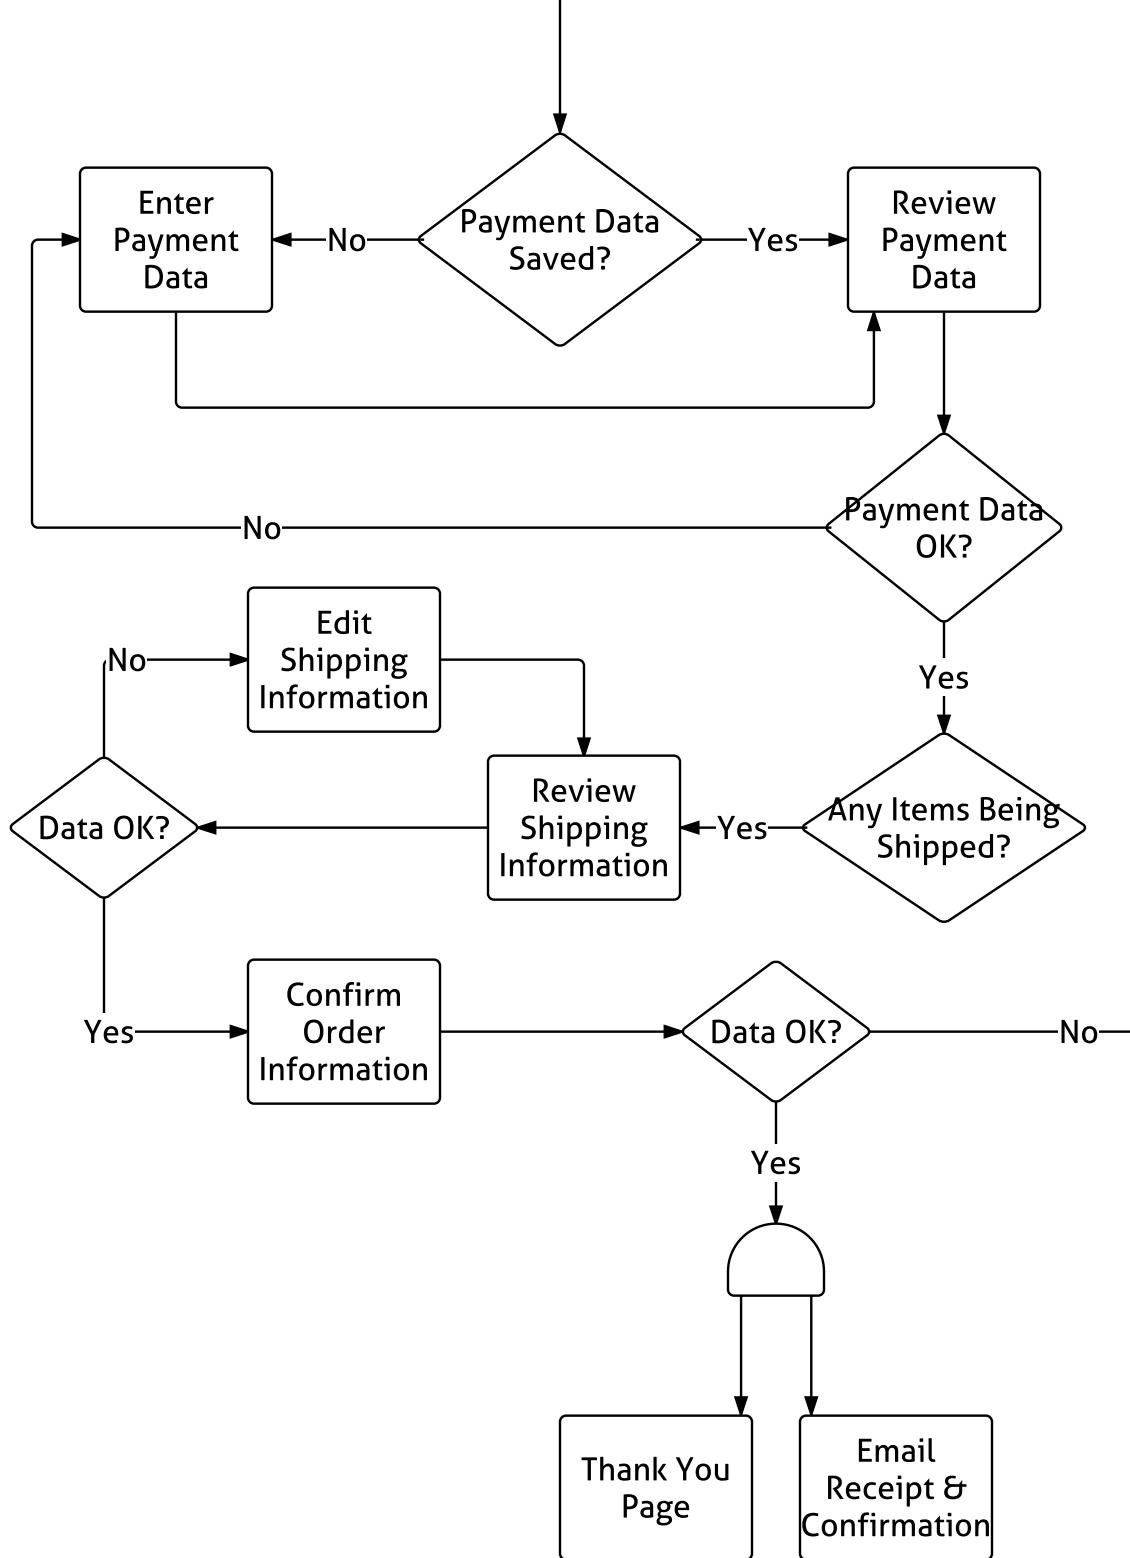 Enter
Payment
Data
No
Payment Data
Saved?
Yes
Review
Payment
Data
Payment Data
OK?
No
Yes
Edit
Shipping
Information
No
Review
Shipping
Information
Data OK?
Yes
Any Items Being
Shipped?
Yes
Confirm
Order
Information
Data OK?
No
Yes
Thank You
Page
Email
Receipt &
Confirmation